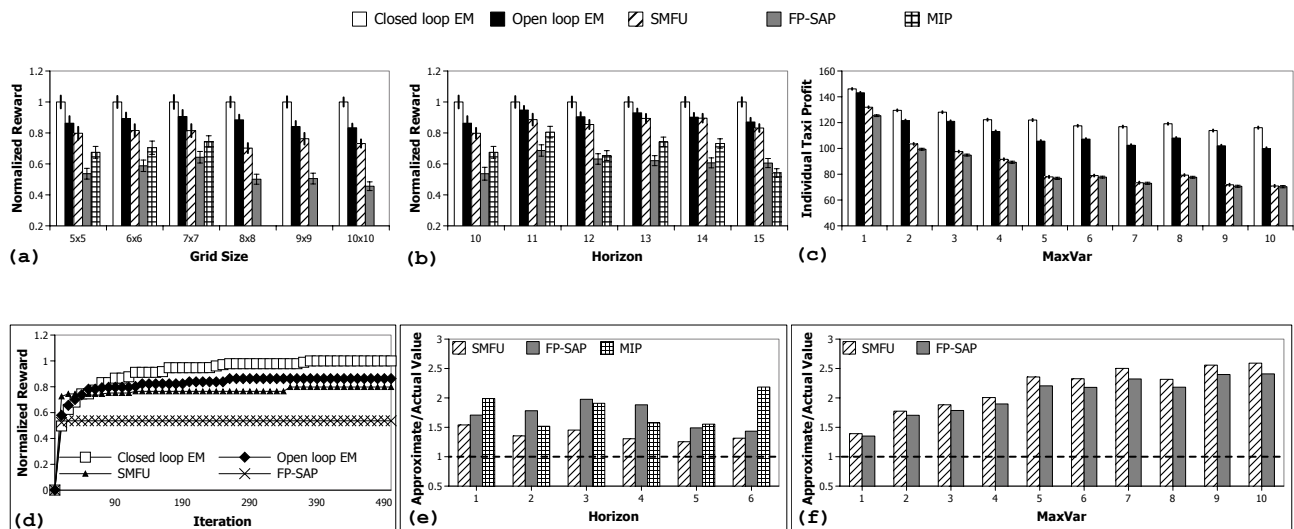 Closed loop EM Open loop EM SMFU FP-SAP MIP
Normalized Reward
1.2
1
0.8
0.6
0.4
0.2
5x5 6x6 7x7 8x8 9x9 10x10
(a) Grid Size
Normalized Reward
1.2
1
0.8
0.6
0.4
0.2
10 11 12 13 14 15
(b) Horizon
Individual Taxi Profit
160
140
120
100
80
60
40
1 2 3 4 5 6 7 8 9 10
(c) MaxVar
Normalized Reward
1.2
1
0.8
0.6
0.4
0.2
0
Closed loop EM Open loop EM
SMFU FP-SAP
90 190 290 390 490
(d) Iteration
Approximate/Actual Value
3
2.5
2
1.5
1
0.5
SMFU FP-SAP MIP
1 2 3 4 5 6
(e) Horizon
Approximate/Actual Value
3
2.5
2
1.5
1
0.5
SMFU FP-SAP
1 2 3 4 5 6 7 8 9 10
(f) MaxVar